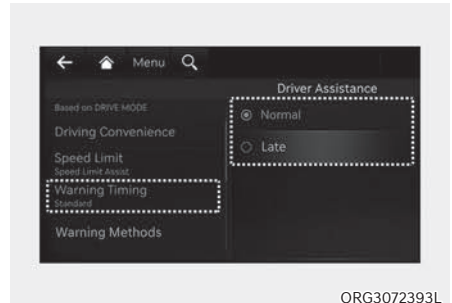 Menu
Driver Assistance
Based on DRIVE MODE
Driving Convenience
Speed Limit
Speed Limit Assist
Warning Timing
Standard
Warning Methods
Normal
Late
ORG3072393L